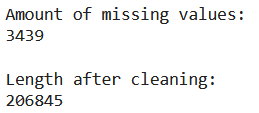 Amount of missing values:
3439
Length after cleaning:
206845